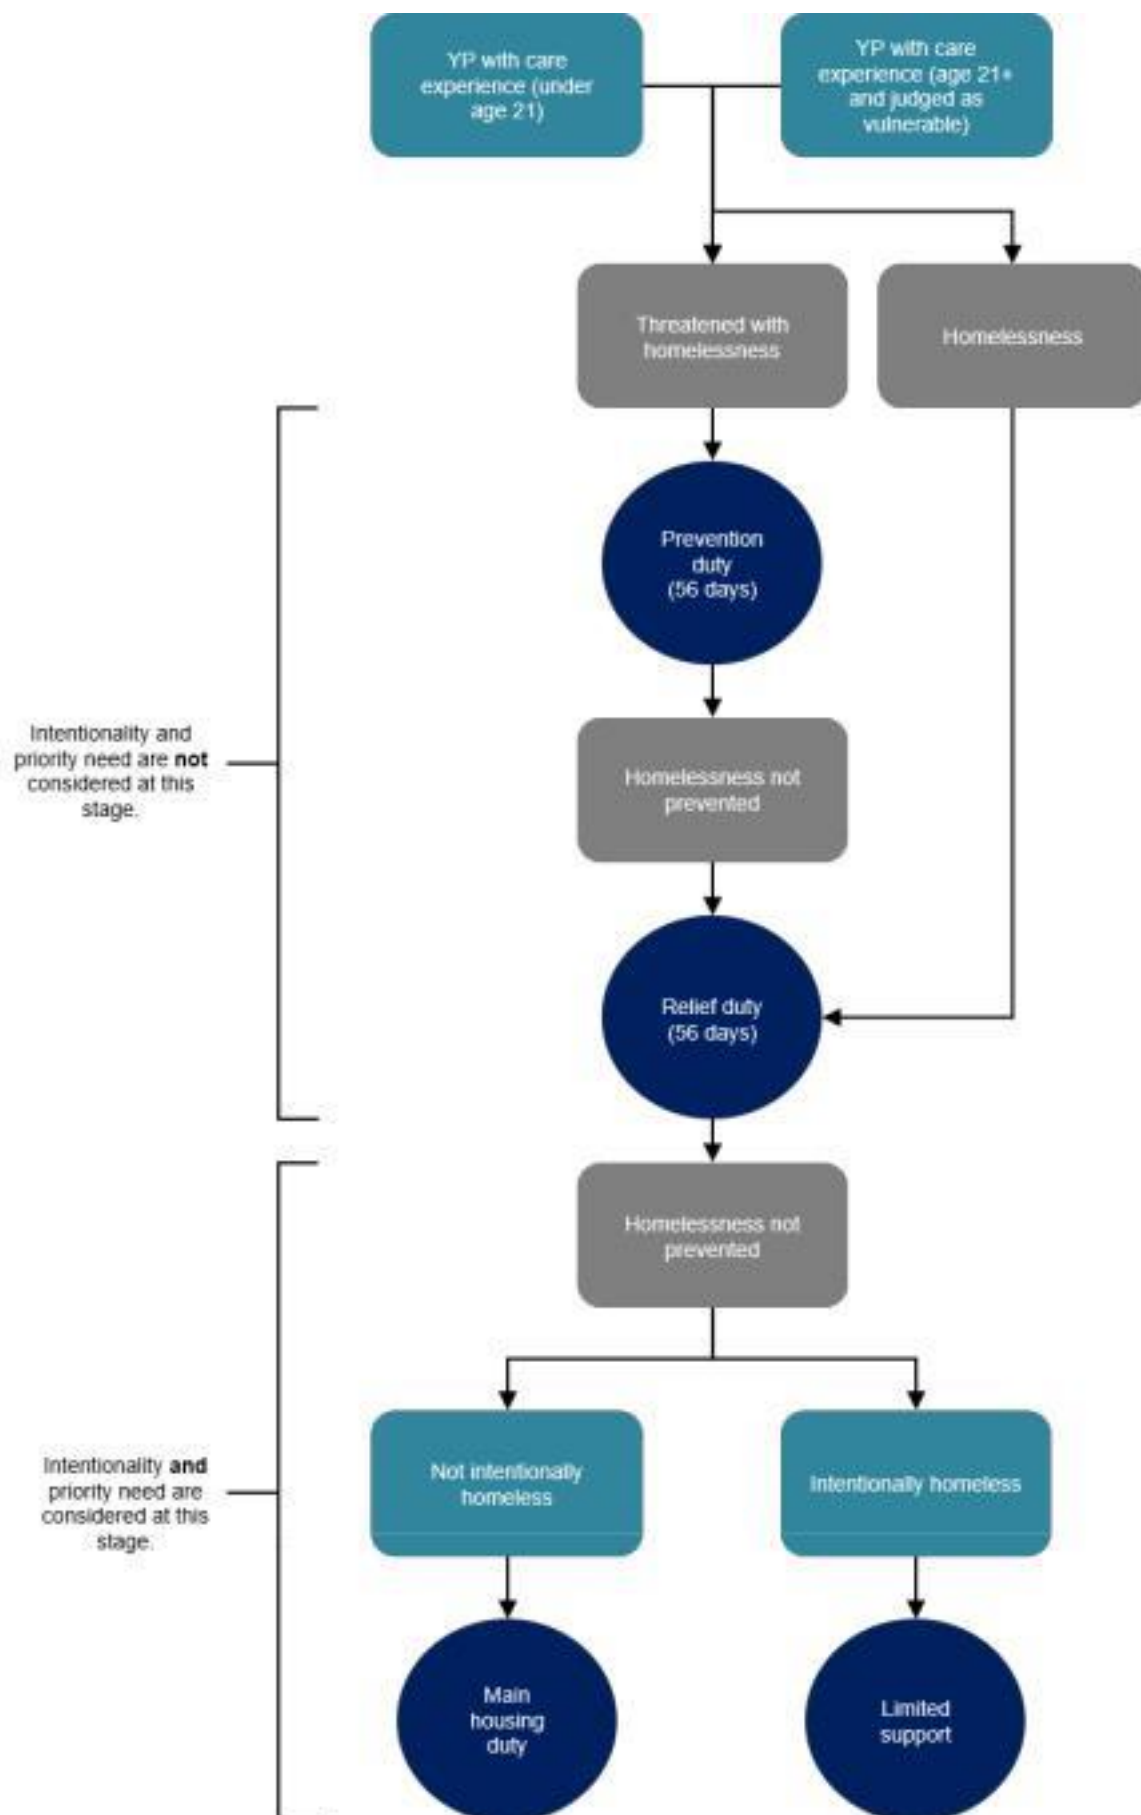 YP with care
experience (under
age 21)
YP with care
experience (age 21+
and judged as
vulnerable)
Threatened with
homelessness
Homelessness
Prevention
duty
(56 days)
Intentionality and
priority need are not
considered at this
stage.
Homelessness not
prevented
Relief duty
(56 days)
Homelessness not
prevented
Intentionality and
priority need are
considered at this
stage.
Not intentionally
homeless
Intentionally homeless
Main
housing
duty
Limited
support